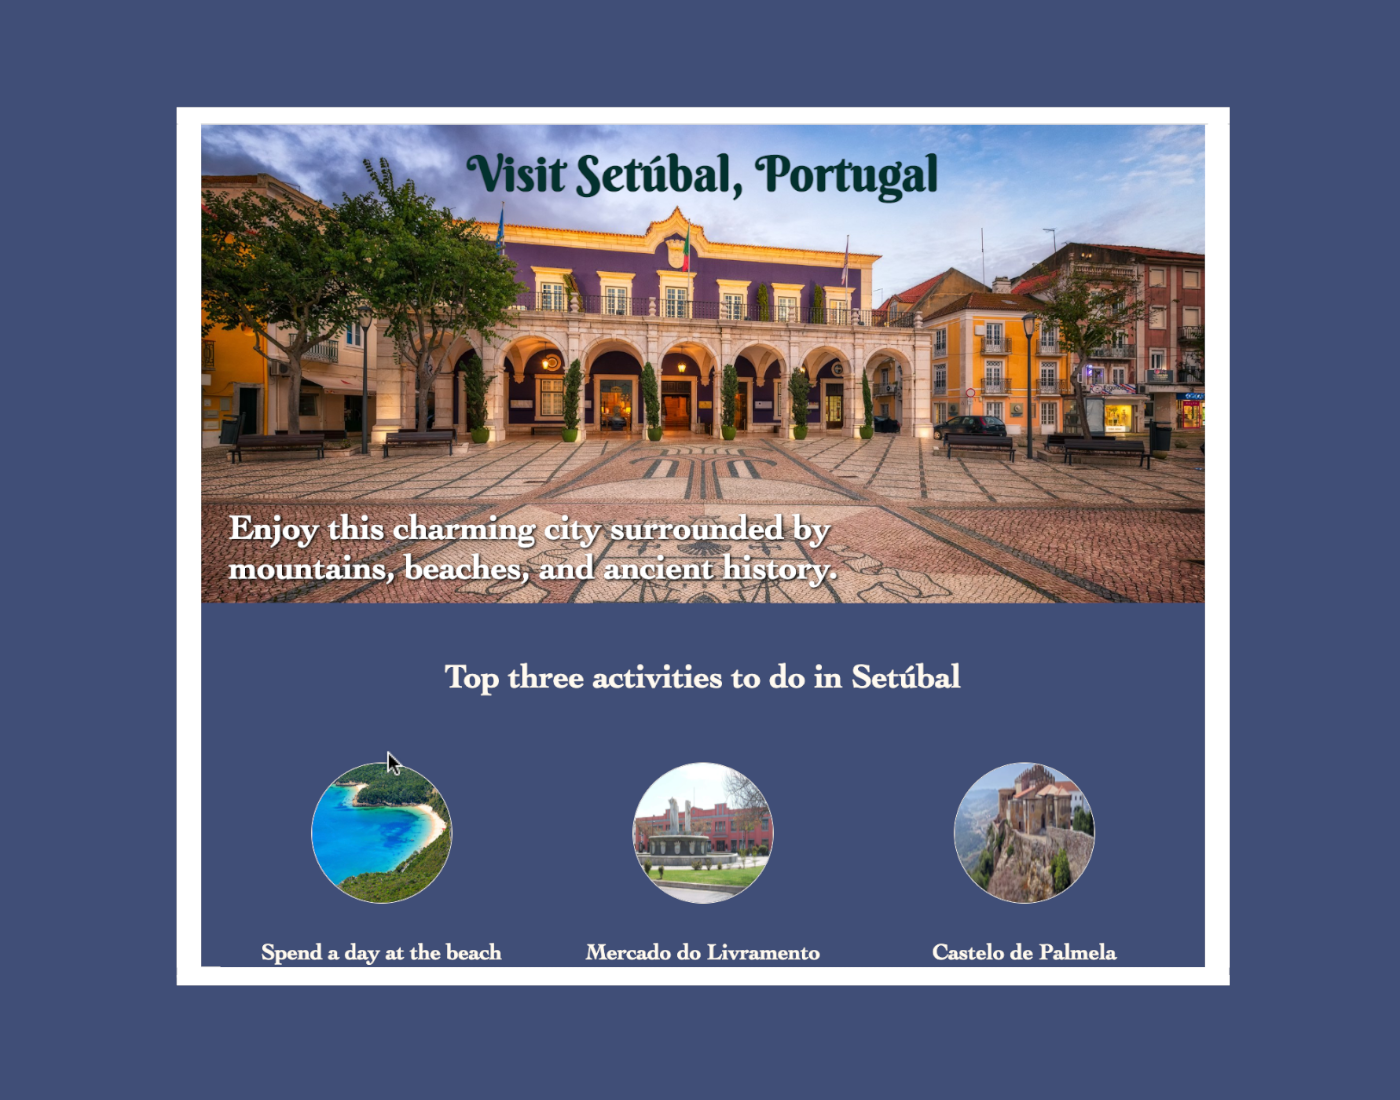 Visit Setúbal, Portugal
Enjoy this charming city surrounded by
mountains, beaches, and ancient history.
Top three activities to do in Setúbal
Spend a day at the beach
Mercado do Livramento
Castelo de Palmela